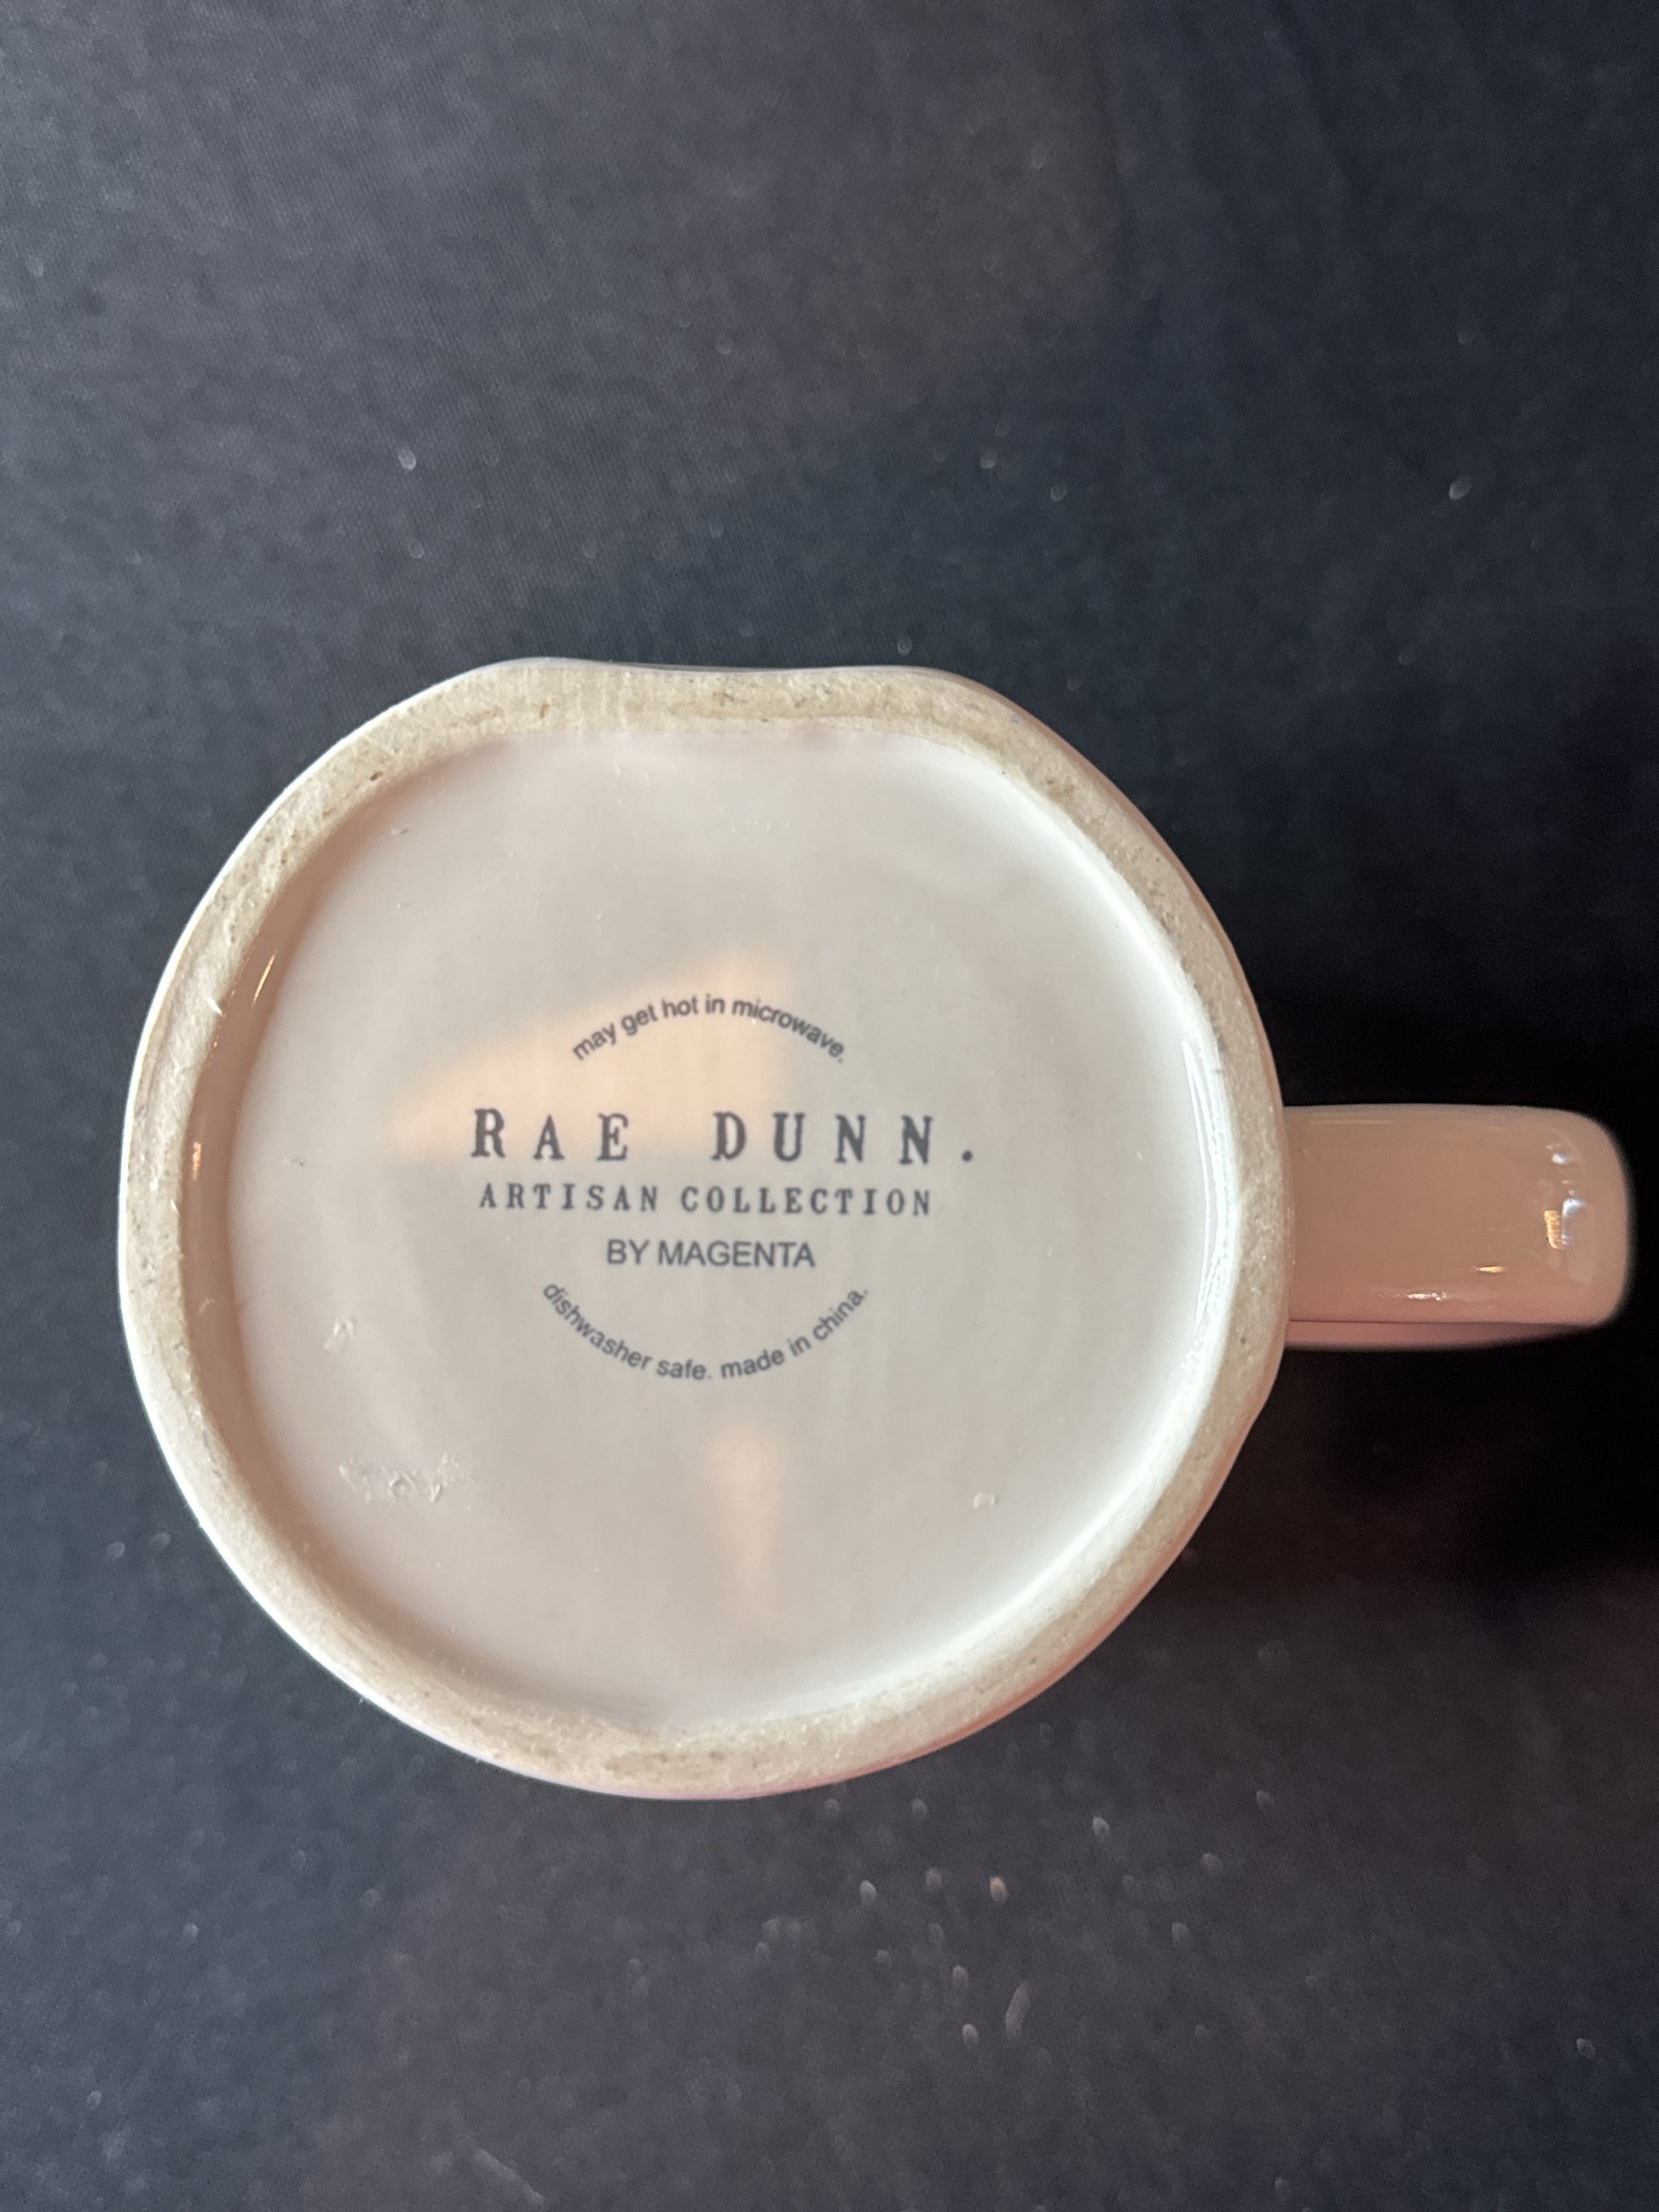 may get hot in microwave.
RAE DUNN.
ARTISAN COLLECTION
BY MAGENTA
dishwasher safe. made in china.